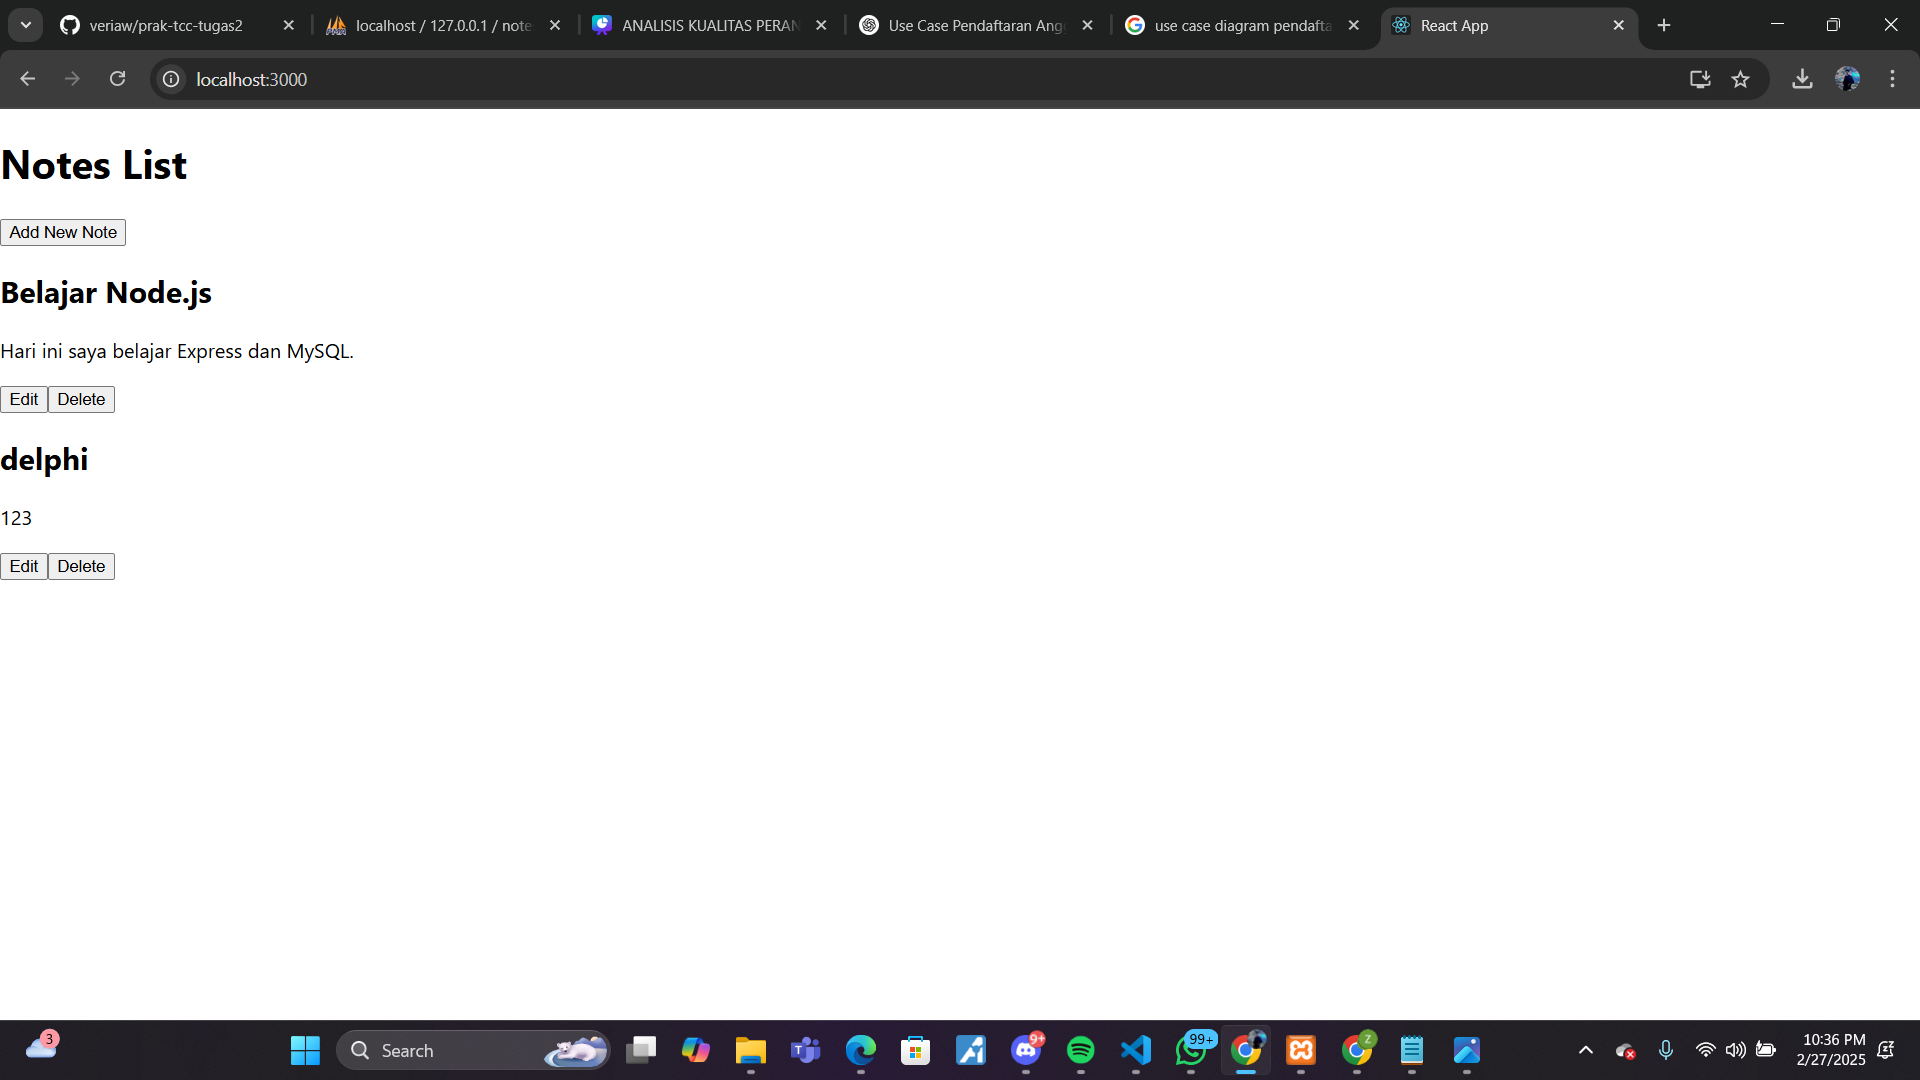 veriaw/prak-tcc-tugas2
localhost / 127.0.0.1 / note
ANALISIS KUALITAS PERAN
Use Case Pendaftaran Ang
use case diagram pendafta
React App
localhost:3000
Notes List
Add New Note
Belajar Node.js
Hari ini saya belajar Express dan MySQL.
Edit Delete
delphi
123
Edit Delete
3
Search
9+
99+
Z
10:36 PM
2/27/2025